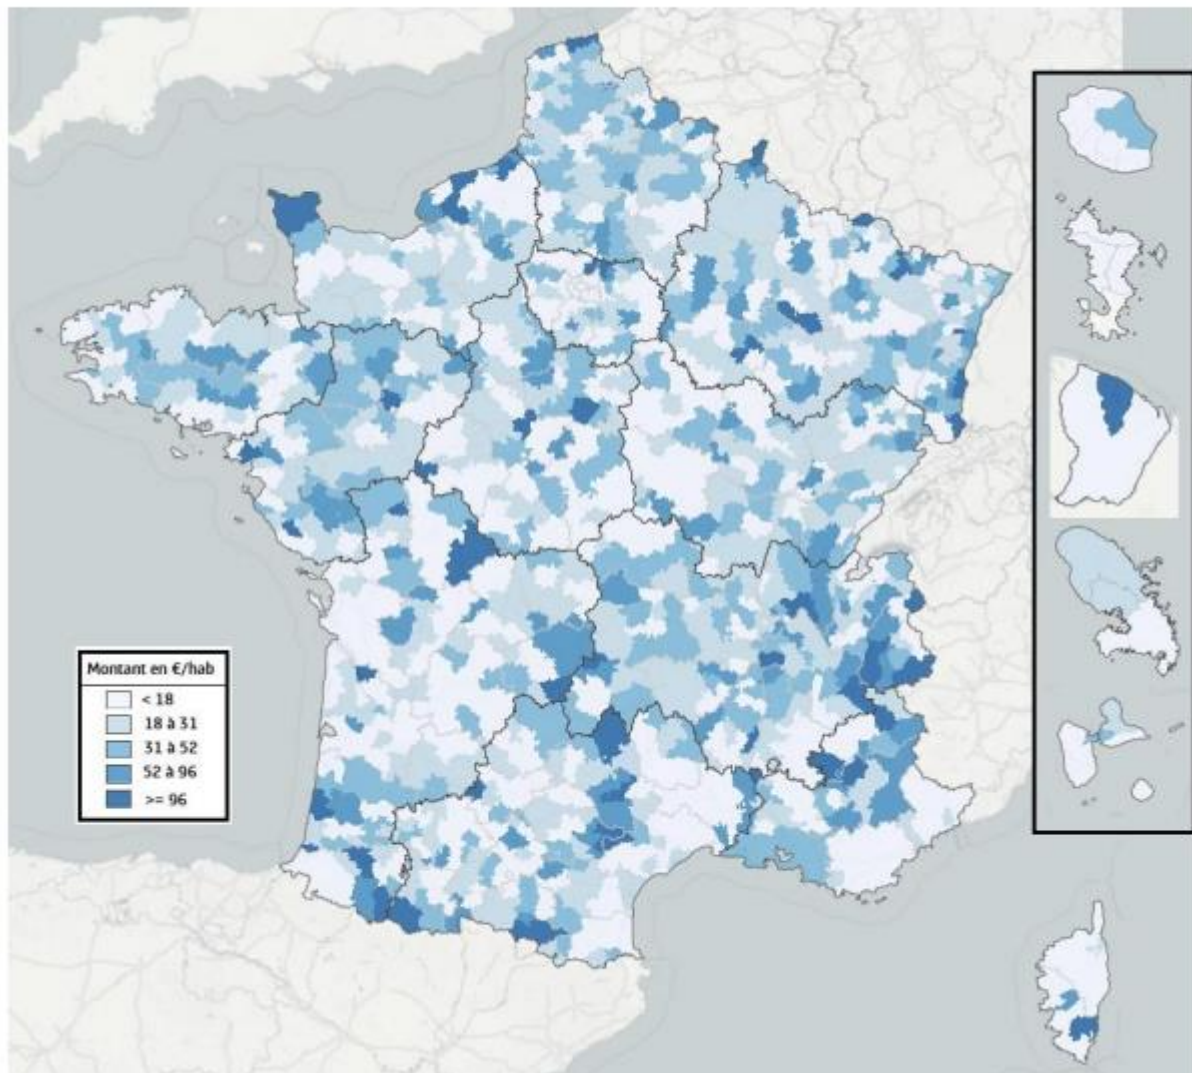 Montant en €/hab
< 18
18 à 31
31 à 52
52 à 96
>= 96